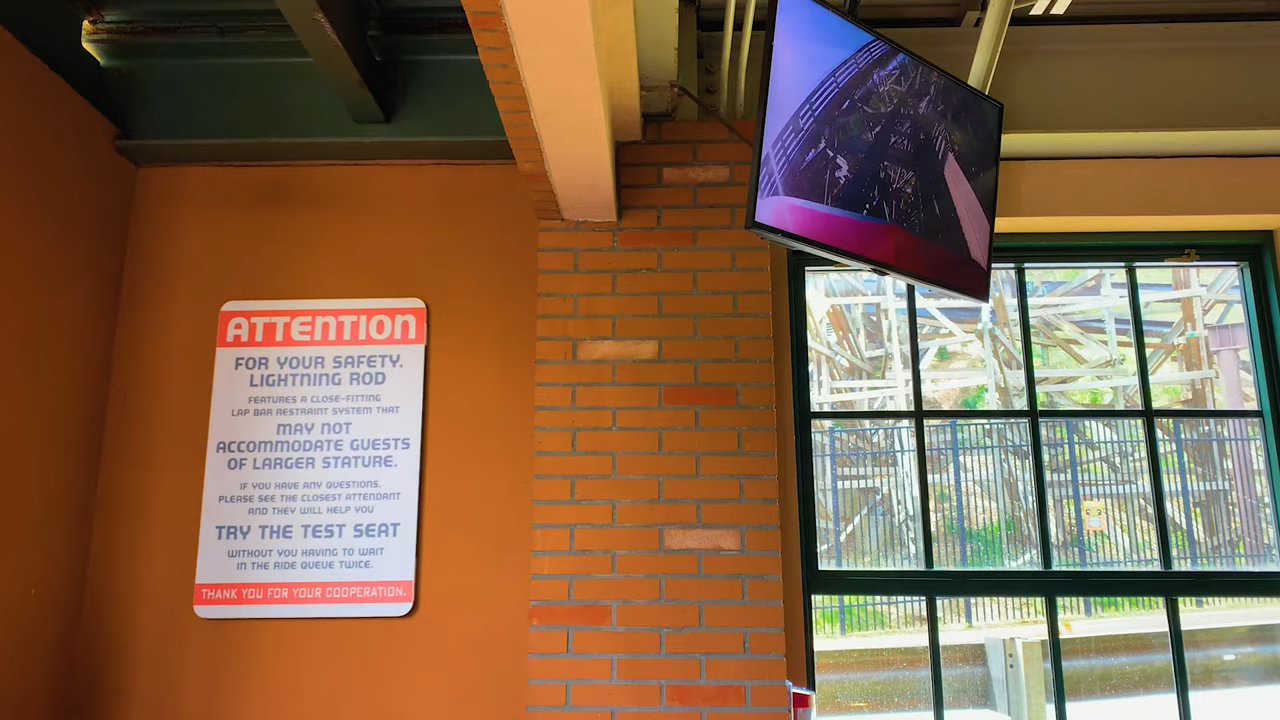 ATTENTION
FOR YOUR SAFETY,
LIGHTNING ROD
FEATURES A CLOSE-FITTING
LAP BAR RESTRAINT SYSTEM THAT
MAY NOT
ACCOMMODATE GUESTS
OF LARGER STATURE.
IF YOU HAVE ANY QUESTIONS,
PLEASE SEE THE CLOSEST ATTENDANT
AND THEY WILL HELP YOU
TRY THE TEST SEAT
WITHOUT YOU HAVING TO WAIT
IN THE RIDE QUEUE TWICE.
THANK YOU FOR YOUR COOPERATION.